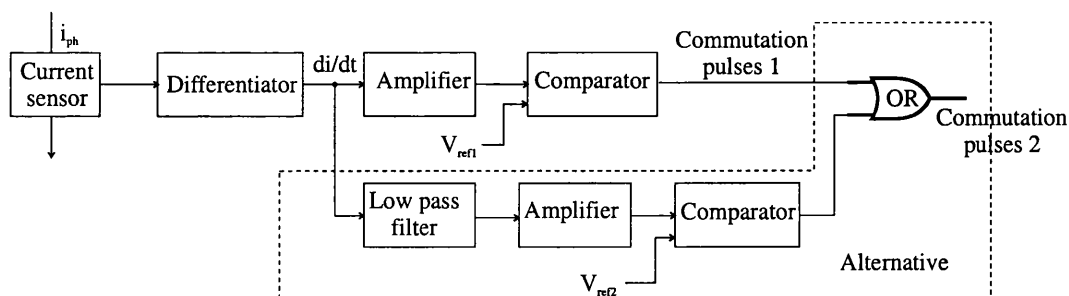 i_ph
Current
sensor
Differentiator
di/dt
Amplifier
V_ref1
Comparator
Commutation
pulses 1
OR
Commutation
pulses 2
Low pass
filter
Amplifier
V_ref2
Comparator
Alternative